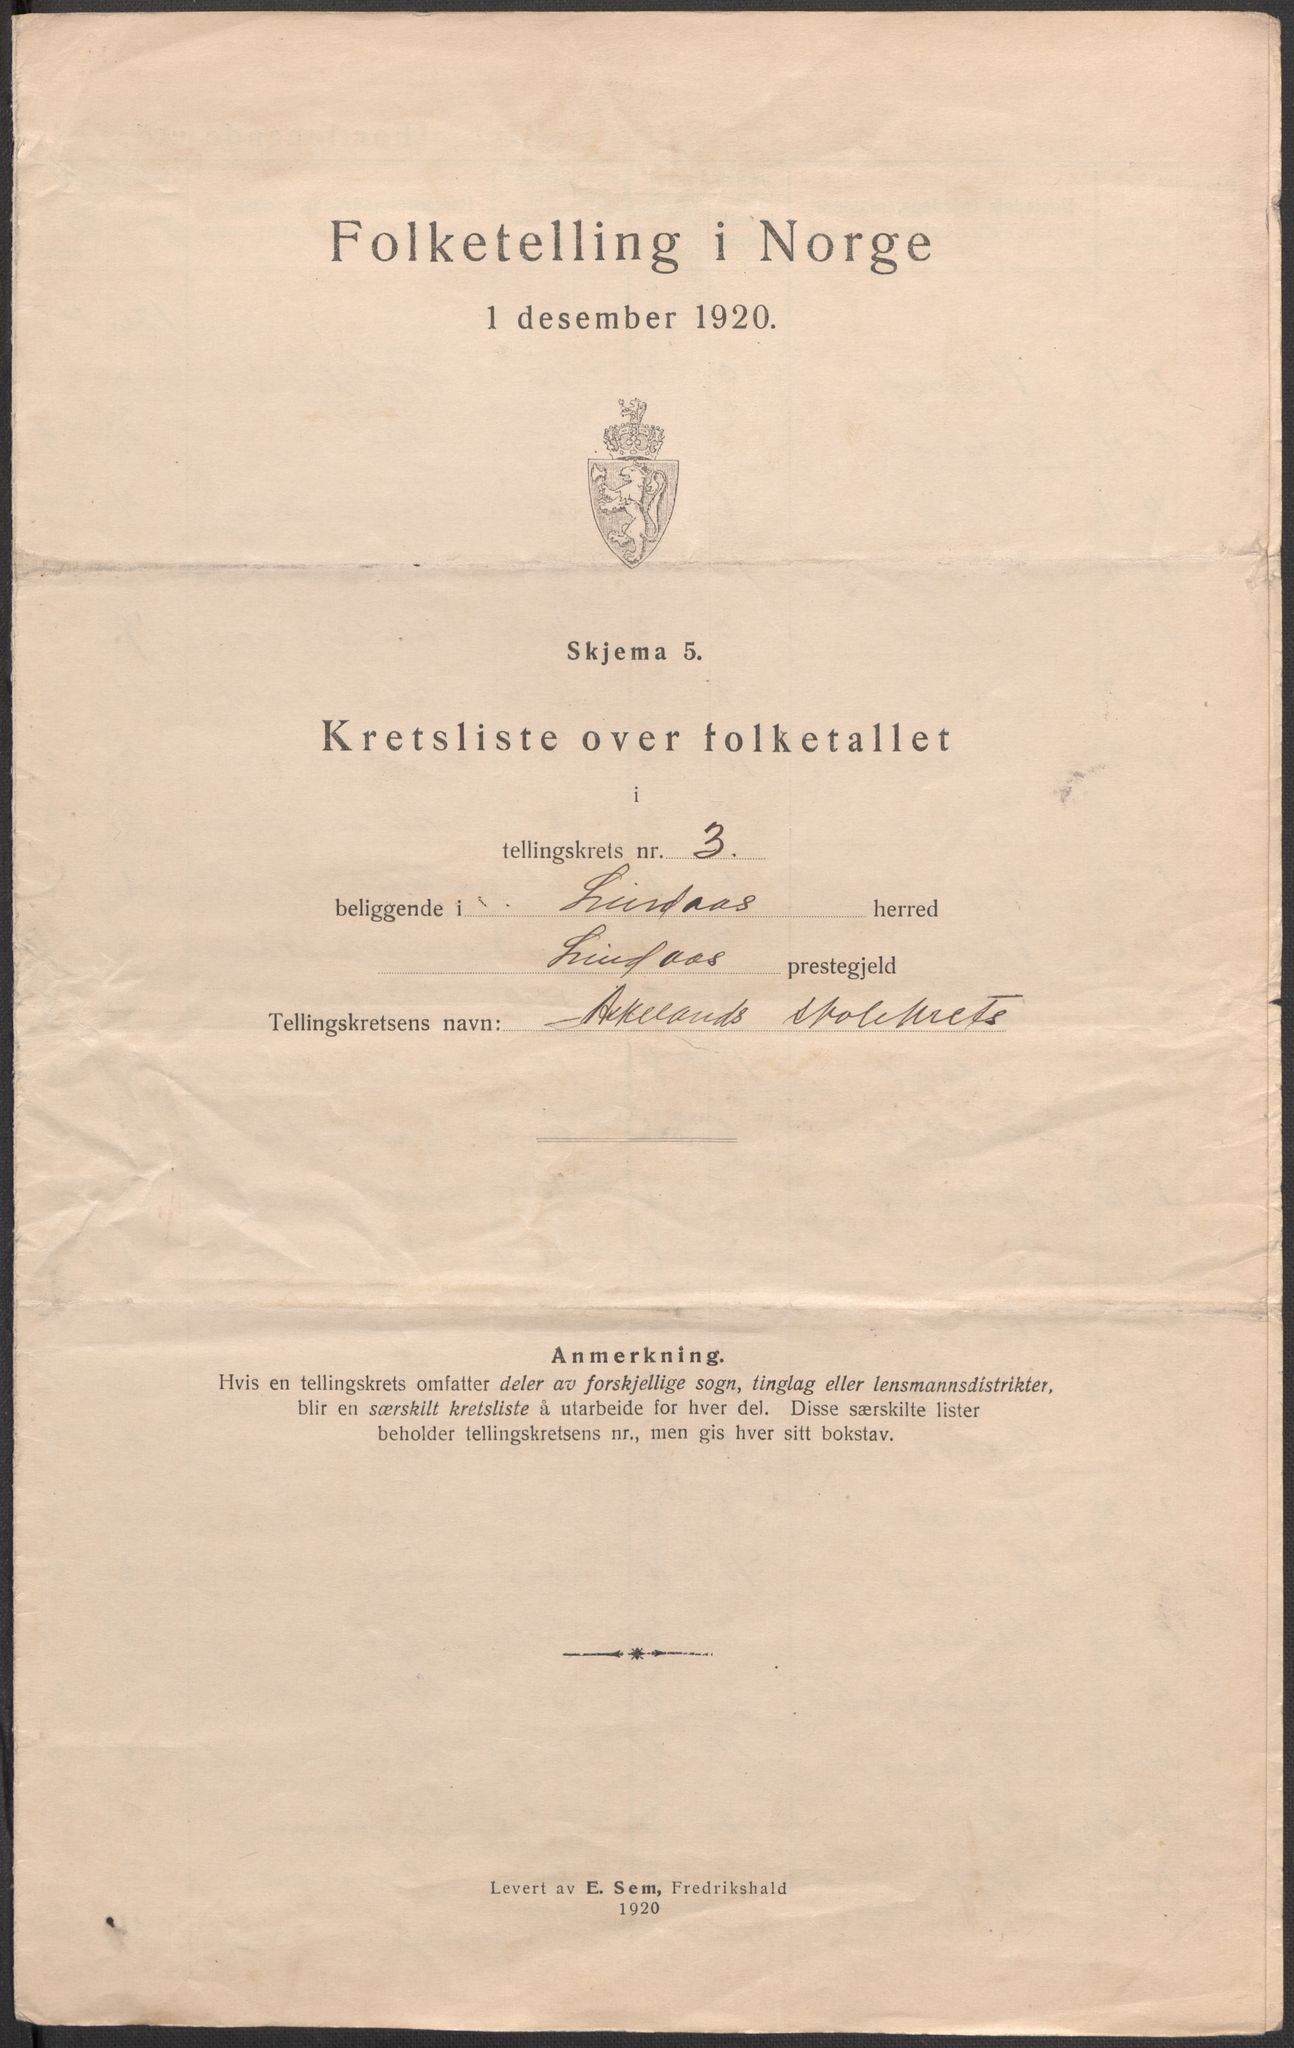 Folketelling i Norge
1 desember 1920.
Skjema 5.
Kretsliste over folketallet
i
tellingskrets nr. 3.
beliggende i Lindaas herred
Lindaas prestegjeld
Tellingskretsens navn: Askelands skolekrets
Anmerkning.
Hvis en tellingskrets omfatter deler av forskjellige sogn, tinglag eller lensmannsdistrikter,
blir en særskilt kretsliste å utarbeide for hver del. Disse særskilte lister
beholder tellingskretsens nr., men gis hver sitt bokstav.
Levert av E. Sem, Fredrikshald
1920